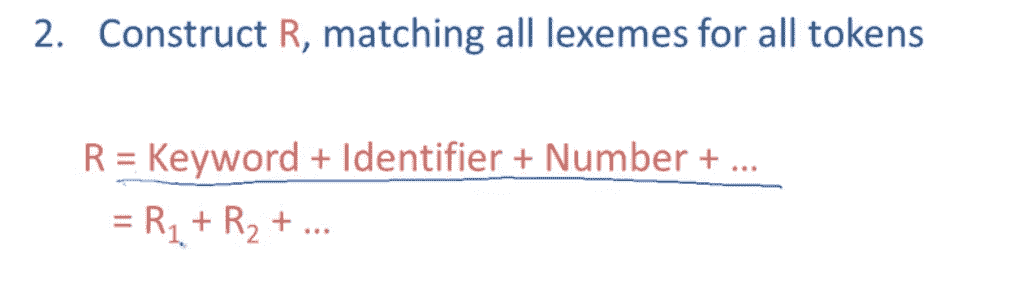 2. Construct R, matching all lexemes for all tokens
R = Keyword + Identifier + Number + ...
= R₁ + R₂ + ...